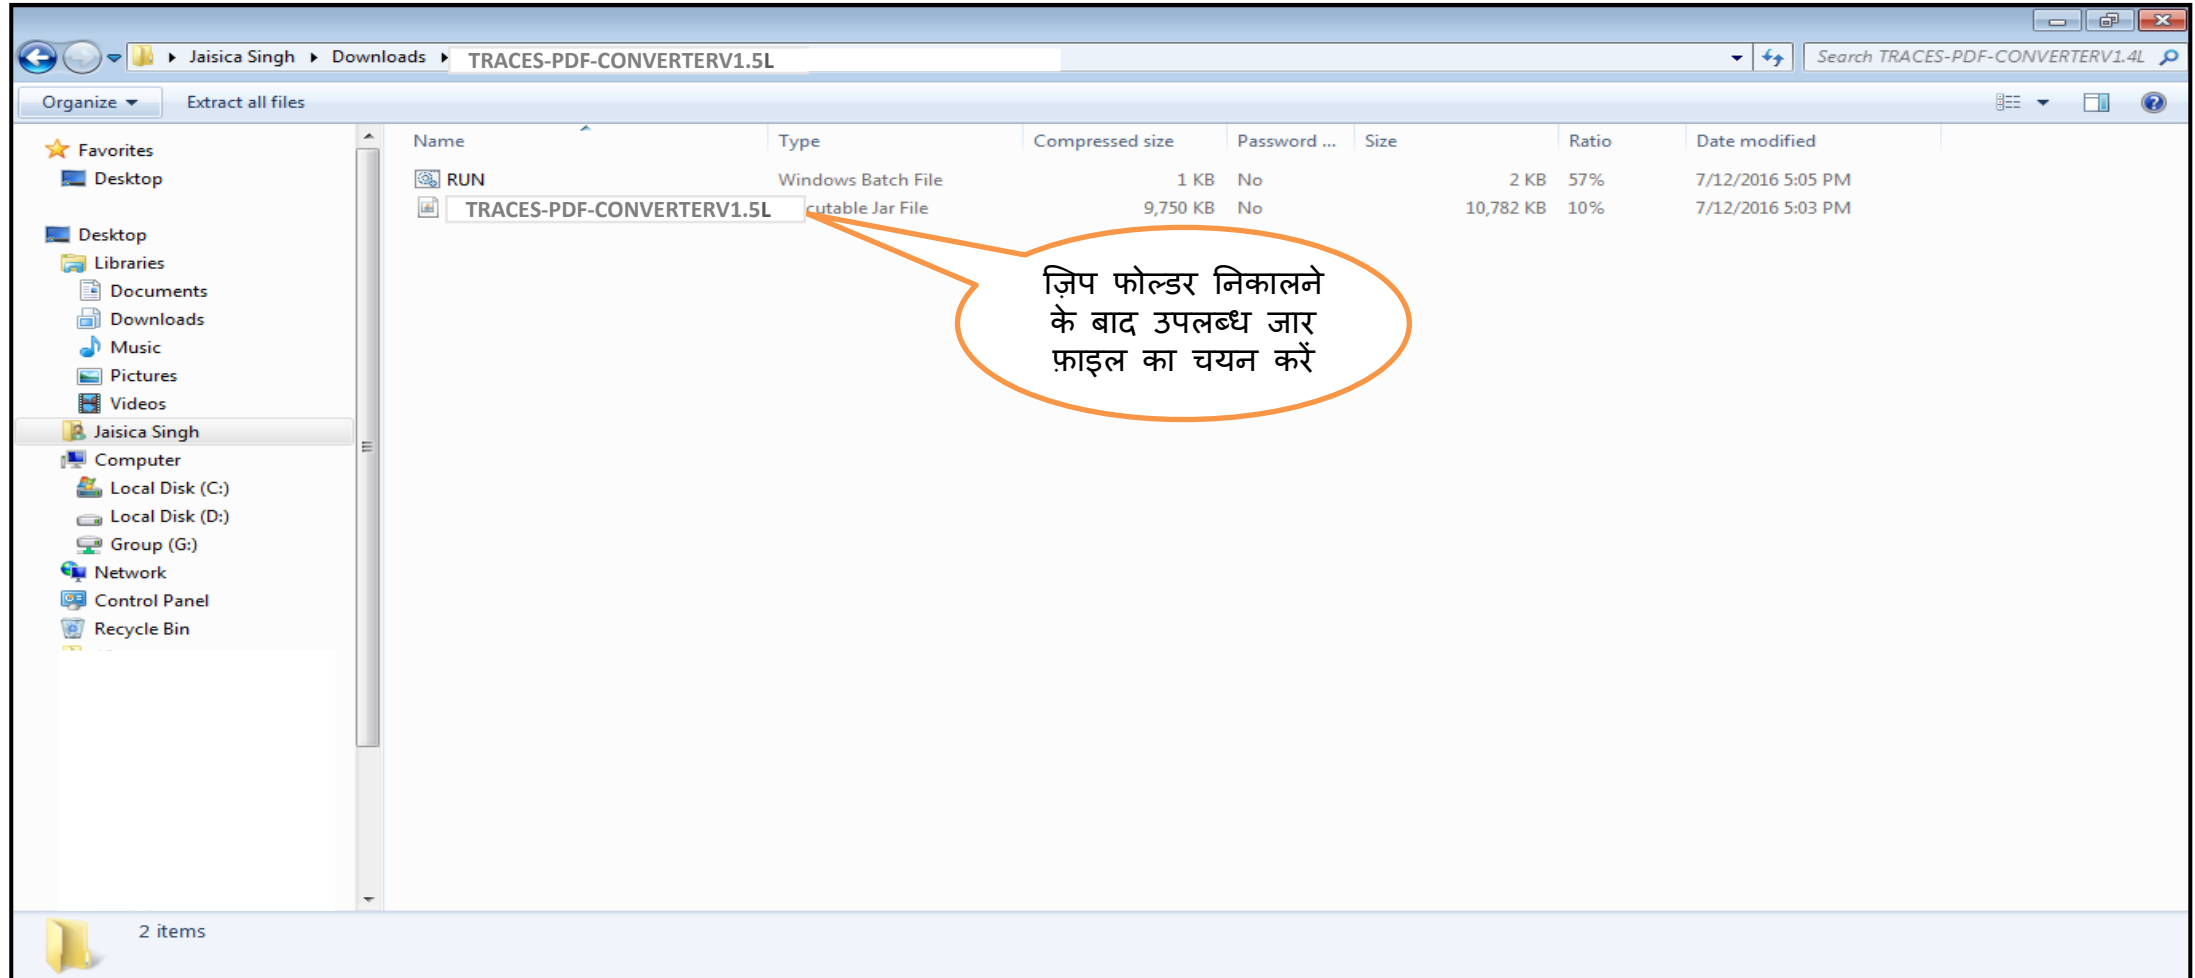 Jaisica Singh Downloads TRACES-PDF-CONVERTERV1.5L Search TRACES-PDF-CONVERTERV1.4L
Organize Extract all files
Name Type Compressed size Password ... Size Ratio Date modified
RUN Windows Batch File 1 KB No 2 KB 57% 7/12/2016 5:05 PM
TRACES-PDF-CONVERTERV1.5L cutable Jar File 9,750 KB No 10,782 KB 10% 7/12/2016 5:03 PM
ज़िप फोल्डर निकालने
के बाद उपलब्ध जार
फ़ाइल का चयन करें
Favorites
Desktop
Desktop
Libraries
Documents
Downloads
Music
Pictures
Videos
Jaisica Singh
Computer
Local Disk (C:)
Local Disk (D:)
Group (G:)
Network
Control Panel
Recycle Bin
2 items